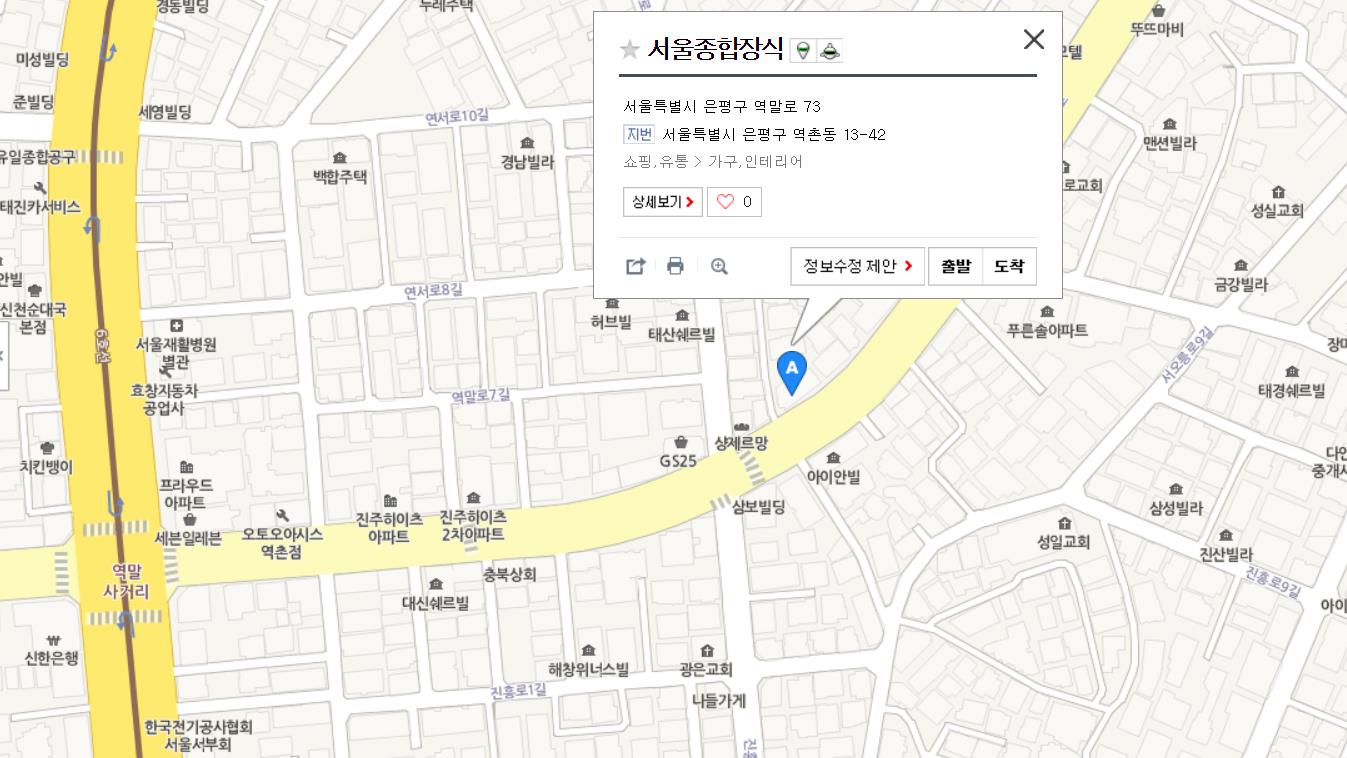 경동빌딩
두레주택
미성빌딩
준빌딩
세영빌딩
연서로10길
유일종합공구
백합주택
경남빌라
태진카서비스
안빌
신천순대국
본점
6호선
연서로8길
서울재활병원
별관
허브빌
태산쉐르빌
효창자동차
공업사
역말로7길
서울종합장식
서울특별시 은평구 역말로 73
지번 서울특별시 은평구 역촌동 13-42
쇼핑,유통 > 가구,인테리어
상세보기 >
0
정보수정 제안 >
출발
도착
A
모텔
뚜뜨마비
맨션빌라
로교회
성실교회
금강빌라
푸른솔아파트
서오릉로9길
장미
태경쉐르빌
치킨뱅이
프라우드
아파트
세븐일레븐
오토오아시스
역촌점
진주하이츠
아파트
진주하이츠
2차아파트
GS25
상제르망
아이안빌
삼보빌딩
중개사
삼성빌라
성일교회
진산빌라
진흥로9길
아이
역말
사거리
충북상회
대신쉐르빌
신한은행
해창위너스빌
광은교회
나들가게
진흥로1길
한국전기공사협회
서울서부회